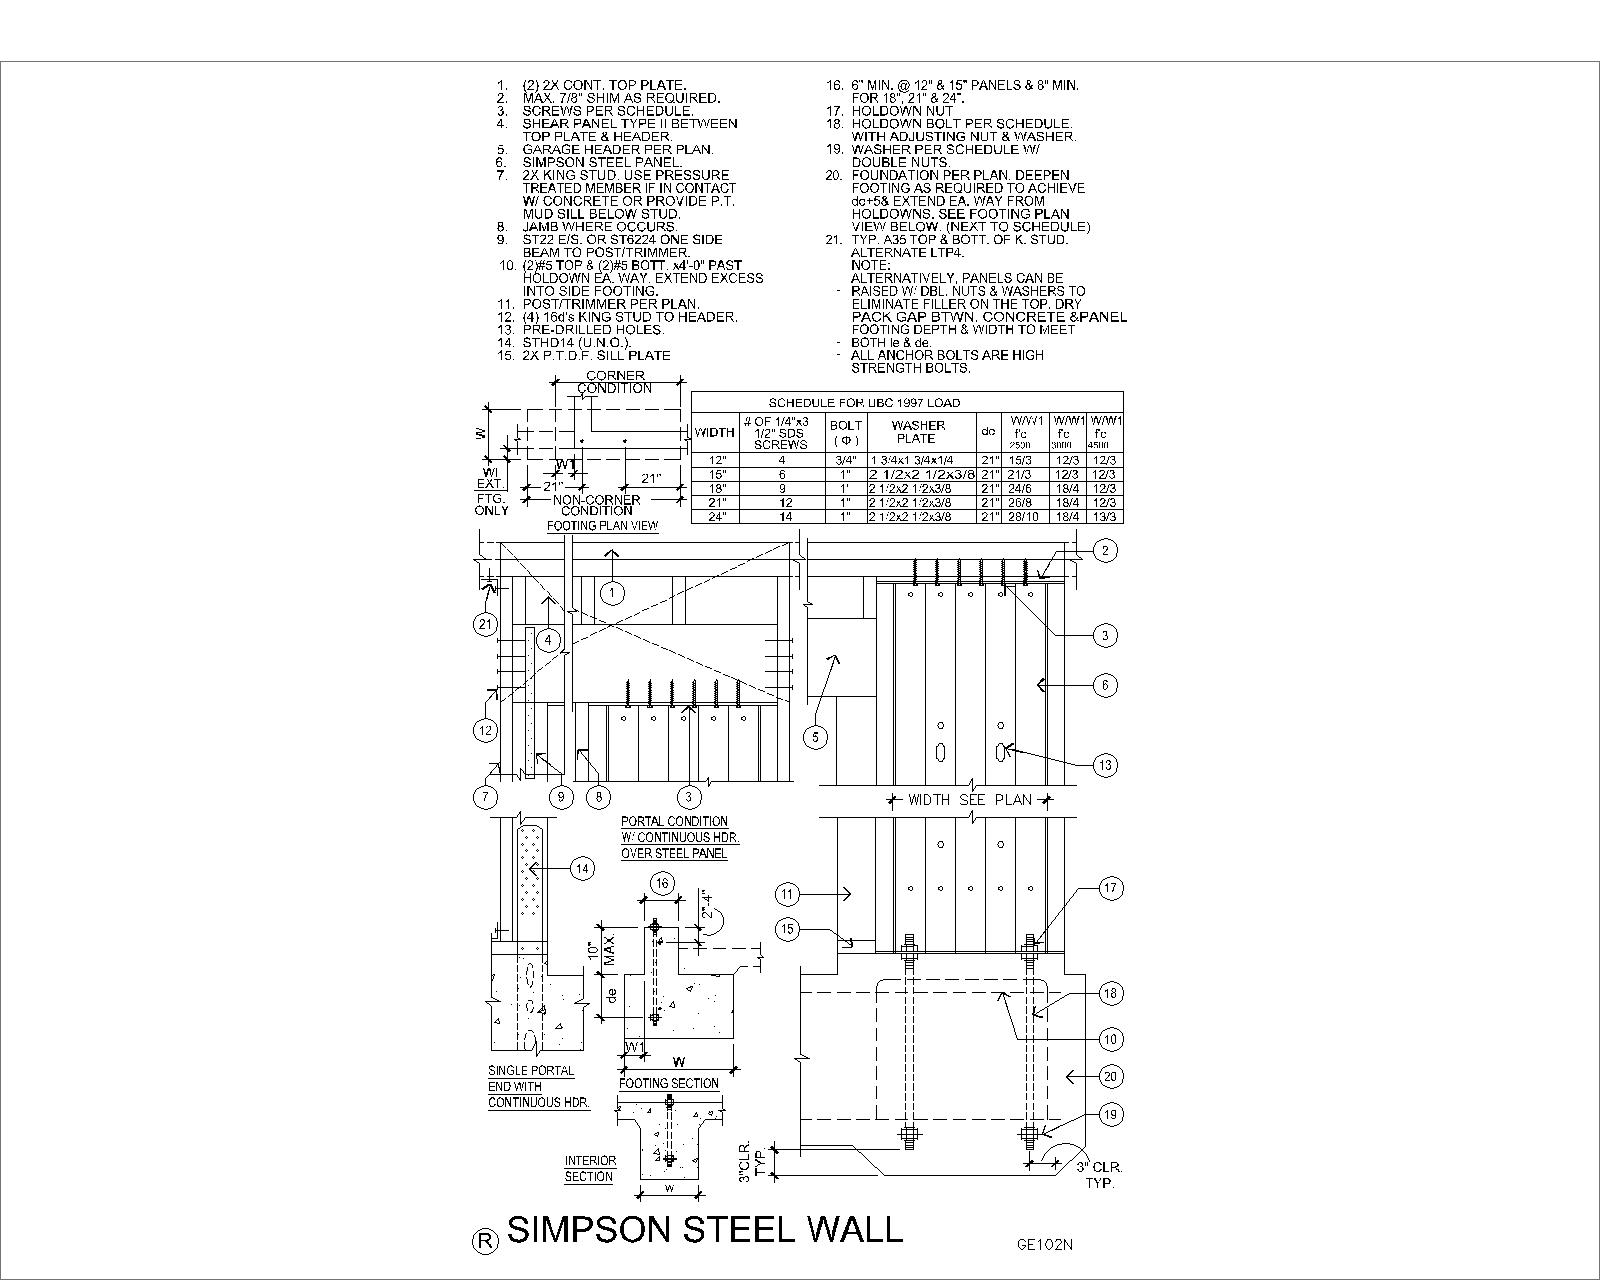 1. (2) 2X CONT. TOP PLATE.
2. MAX. 7/8" SHIM AS REQUIRED.
3. SCREWS PER SCHEDULE.
4. SHEAR PANEL TYPE II BETWEEN
TOP PLATE & HEADER.
5. GARAGE HEADER PER PLAN.
6. SIMPSON STEEL PANEL.
7. 2X KING STUD. USE PRESSURE
TREATED MEMBER IF IN CONTACT
W/ CONCRETE OR PROVIDE P.T.
MUD SILL BELOW STUD.
8. JAMB WHERE OCCURS.
9. ST22 E/S. OR ST6224 ONE SIDE
BEAM TO POST/TRIMMER.
10. (2)#5 TOP & (2)#5 BOTT. x4'-0" PAST
HOLDOWN EA. WAY. EXTEND EXCESS
INTO SIDE FOOTING.
11. POST/TRIMMER PER PLAN.
12. (4) 16d's KING STUD TO HEADER.
13. PRE-DRILLED HOLES.
14. STHD14 (U.N.O.).
15. 2X P.T.D.F. SILL PLATE
16. 6" MIN. @ 12" & 15" PANELS & 8" MIN.
FOR 18", 21" & 24".
17. HOLDOWN NUT
18. HOLDOWN BOLT PER SCHEDULE.
WITH ADJUSTING NUT & WASHER.
19. WASHER PER SCHEDULE W/
DOUBLE NUTS.
20. FOUNDATION PER PLAN. DEEPEN
FOOTING AS REQUIRED TO ACHIEVE
dc+5& EXTEND EA. WAY FROM
HOLDOWNS. SEE FOOTING PLAN
VIEW BELOW. (NEXT TO SCHEDULE)
21. TYP. A35 TOP & BOTT. OF K. STUD.
ALTERNATE LTP4.
NOTE:
ALTERNATIVELY, PANELS CAN BE
- RAISED W/ DBL. NUTS & WASHERS TO
ELIMINATE FILLER ON THE TOP. DRY
PACK GAP BTWN. CONCRETE &PANEL
FOOTING DEPTH & WIDTH TO MEET
- BOTH le & de.
- ALL ANCHOR BOLTS ARE HIGH
STRENGTH BOLTS.
CORNER
CONDITION
W
W1
W1
EXT.
FTG.
ONLY
21"
21"
NON-CORNER
CONDITION
FOOTING PLAN VIEW
SCHEDULE FOR UBC 1997 LOAD
WIDTH # OF 1/4"x3 1/2" SDS SCREWS BOLT (Φ) WASHER PLATE dc W/W1 f'c 2500 W/W1 f'c 3000 W/W1 f'c 4500
12" 4 3/4" 1 3/4x1 3/4x1/4 21" 15/3 12/3 12/3
15" 6 1" 2 1/2x2 1/2x3/8 21" 21/3 12/3 12/3
18" 9 1" 2 1/2x2 1/2x3/8 21" 24/6 18/4 12/3
21" 12 1" 2 1/2x2 1/2x3/8 21" 26/8 18/4 12/3
24" 14 1" 2 1/2x2 1/2x3/8 21" 28/10 18/4 13/3
2
1
21
4
3
6
12
5
13
7
9
8
3
WIDTH SEE PLAN
PORTAL CONDITION
W/ CONTINUOUS HDR.
OVER STEEL PANEL
14
16
11
17
15
2"-4"
10"
MAX.
de
18
10
20
19
W1
W
SINGLE PORTAL
END WITH
CONTINUOUS HDR.
FOOTING SECTION
INTERIOR
SECTION
W
3"CLR.
TYP.
3" CLR.
TYP.
R SIMPSON STEEL WALL
GE102N